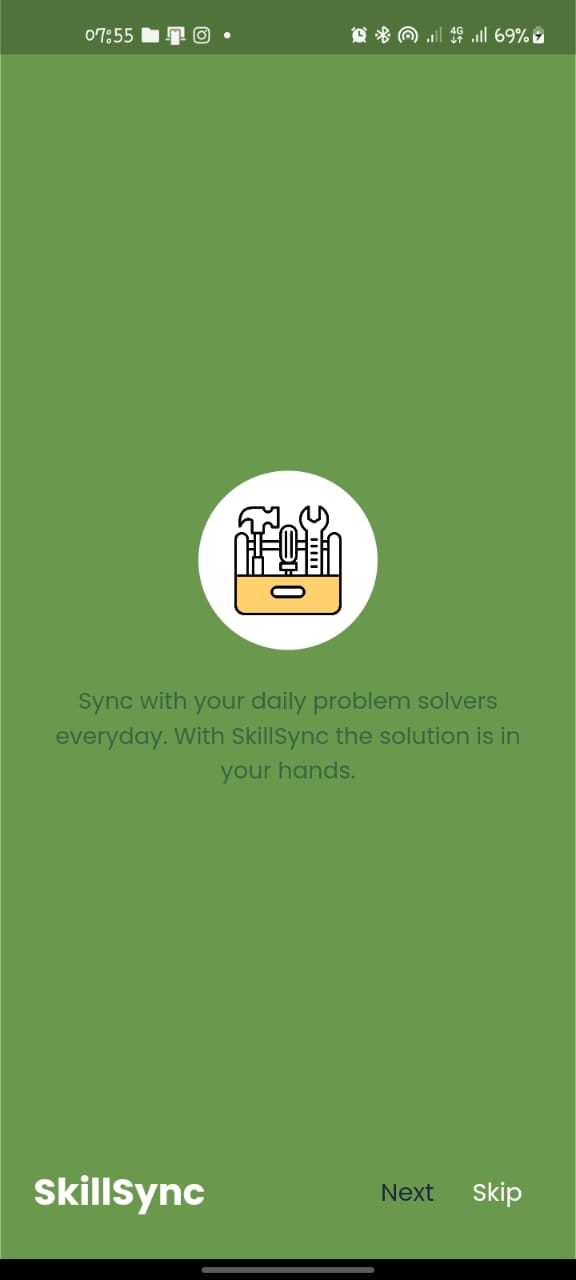 07:55
4G
69%
Sync with your daily problem solvers
everyday. With SkillSync the solution is in
your hands.
SkillSync
Next
Skip